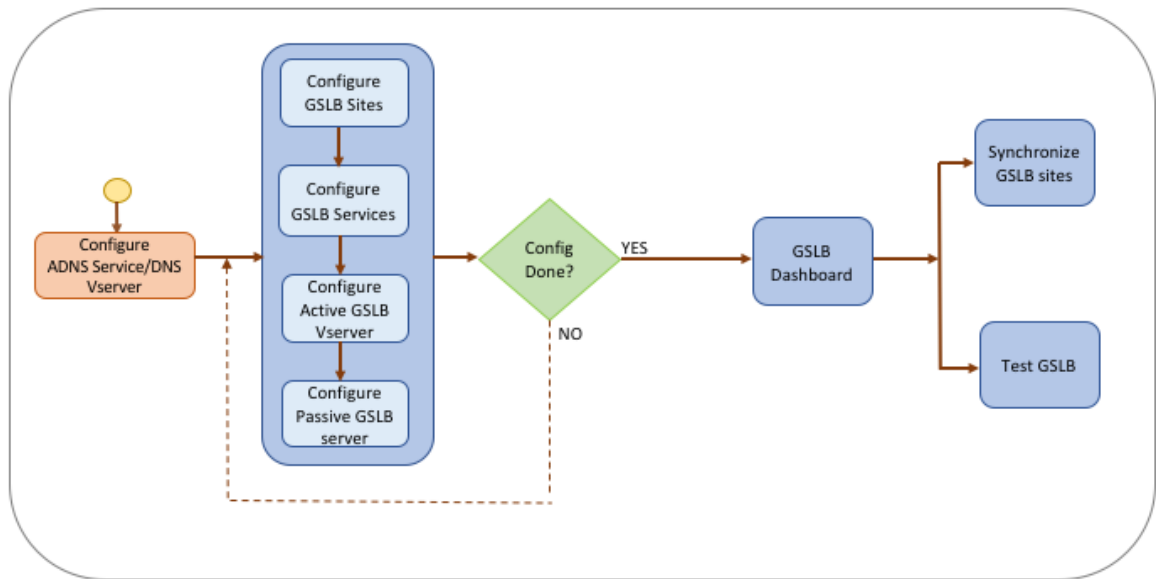 Configure
ADNS Service/DNS
Vserver
Configure
GSLB Sites
Configure
GSLB Services
Configure
Active GSLB
Vserver
Configure
Passive GSLB
server
Config
Done?
YES
NO
GSLB
Dashboard
Synchronize
GSLB sites
Test GSLB